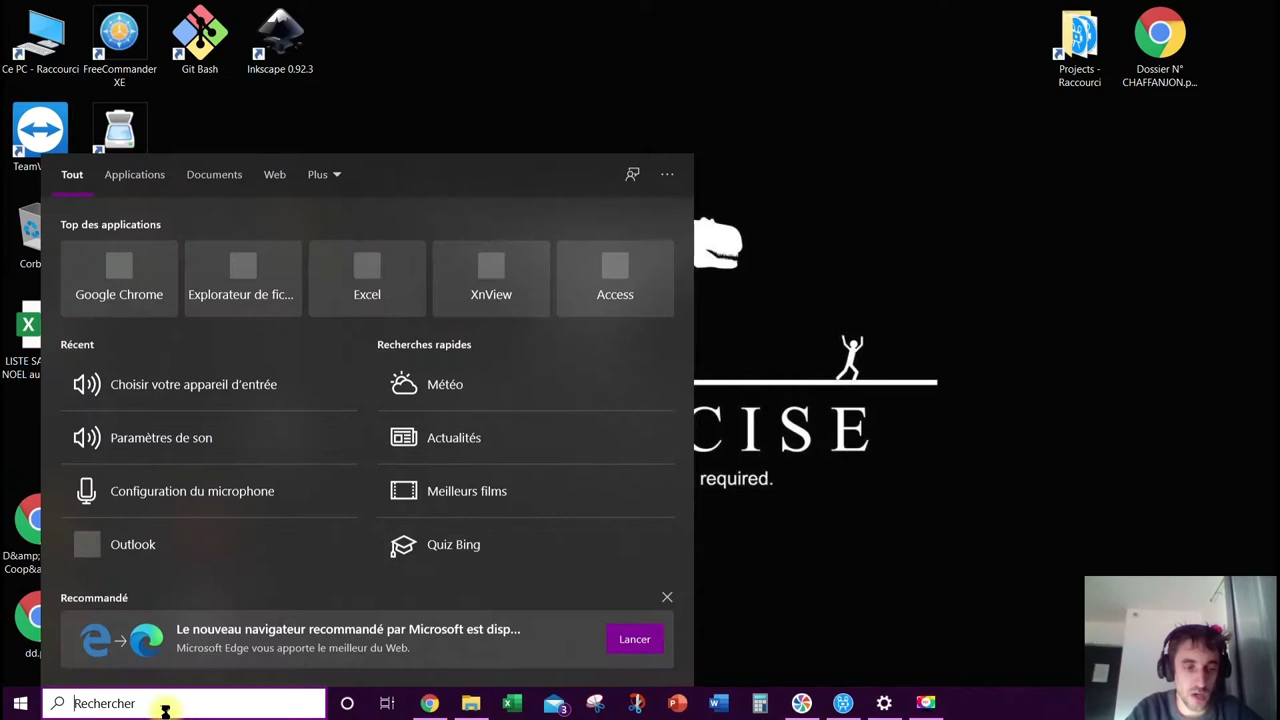 Ce PC - Raccourci
FreeCommander
XE
Git Bash
Inkscape 0.92.3
Projects -
Raccourci
Dossier N°
CHAFFANJON.p...
Tout
Applications
Documents
Web
Plus
Top des applications
Google Chrome
Explorateur de fic...
Excel
XnView
Access
Récent
Recherches rapides
Choisir votre appareil d'entrée
Météo
Paramètres de son
Actualités
Configuration du microphone
Meilleurs films
Outlook
Quiz Bing
Recommandé
Le nouveau navigateur recommandé par Microsoft est disp...
Microsoft Edge vous apporte le meilleur du Web.
Lancer
TeamV
Corb
LISTE SA
NOEL au
D&amp;
Coop&a
dd.
CISE
required.
Rechercher
3